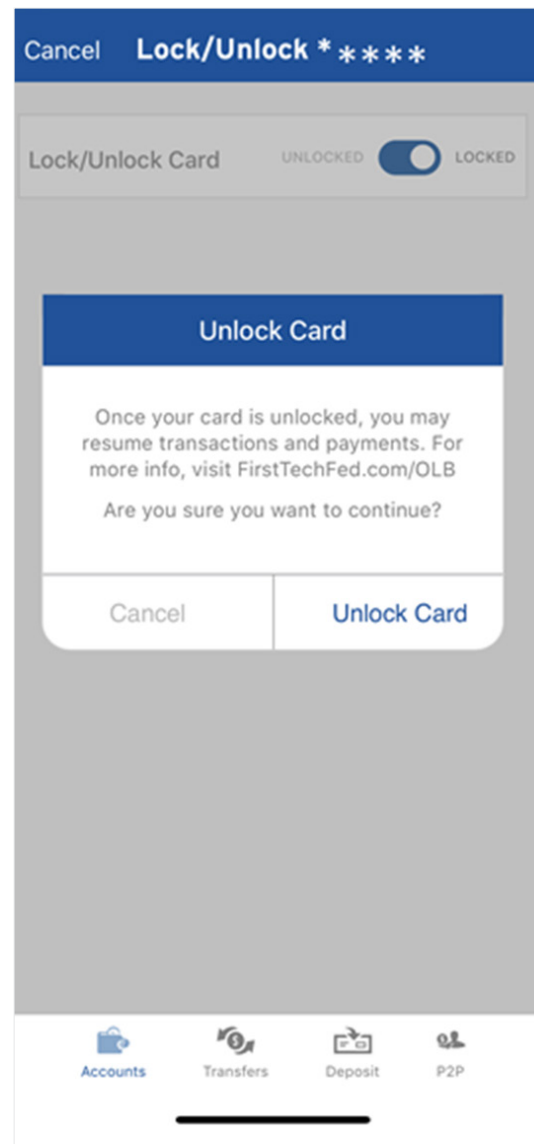 Cancel Lock/Unlock *****
Lock/Unlock Card UNLOCKED LOCKED
Unlock Card
Once your card is unlocked, you may
resume transactions and payments. For
more info, visit FirstTechFed.com/OLB
Are you sure you want to continue?
Cancel Unlock Card
Accounts Transfers Deposit P2P